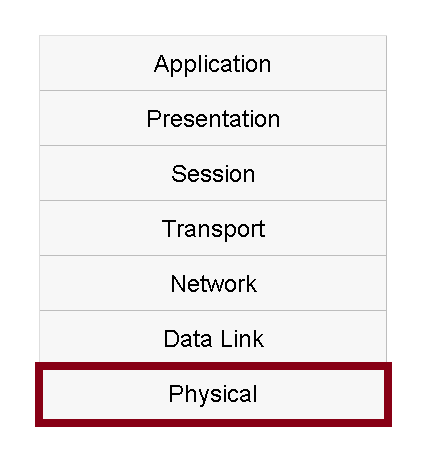 Application
Presentation
Session
Transport
Network
Data Link
Physical